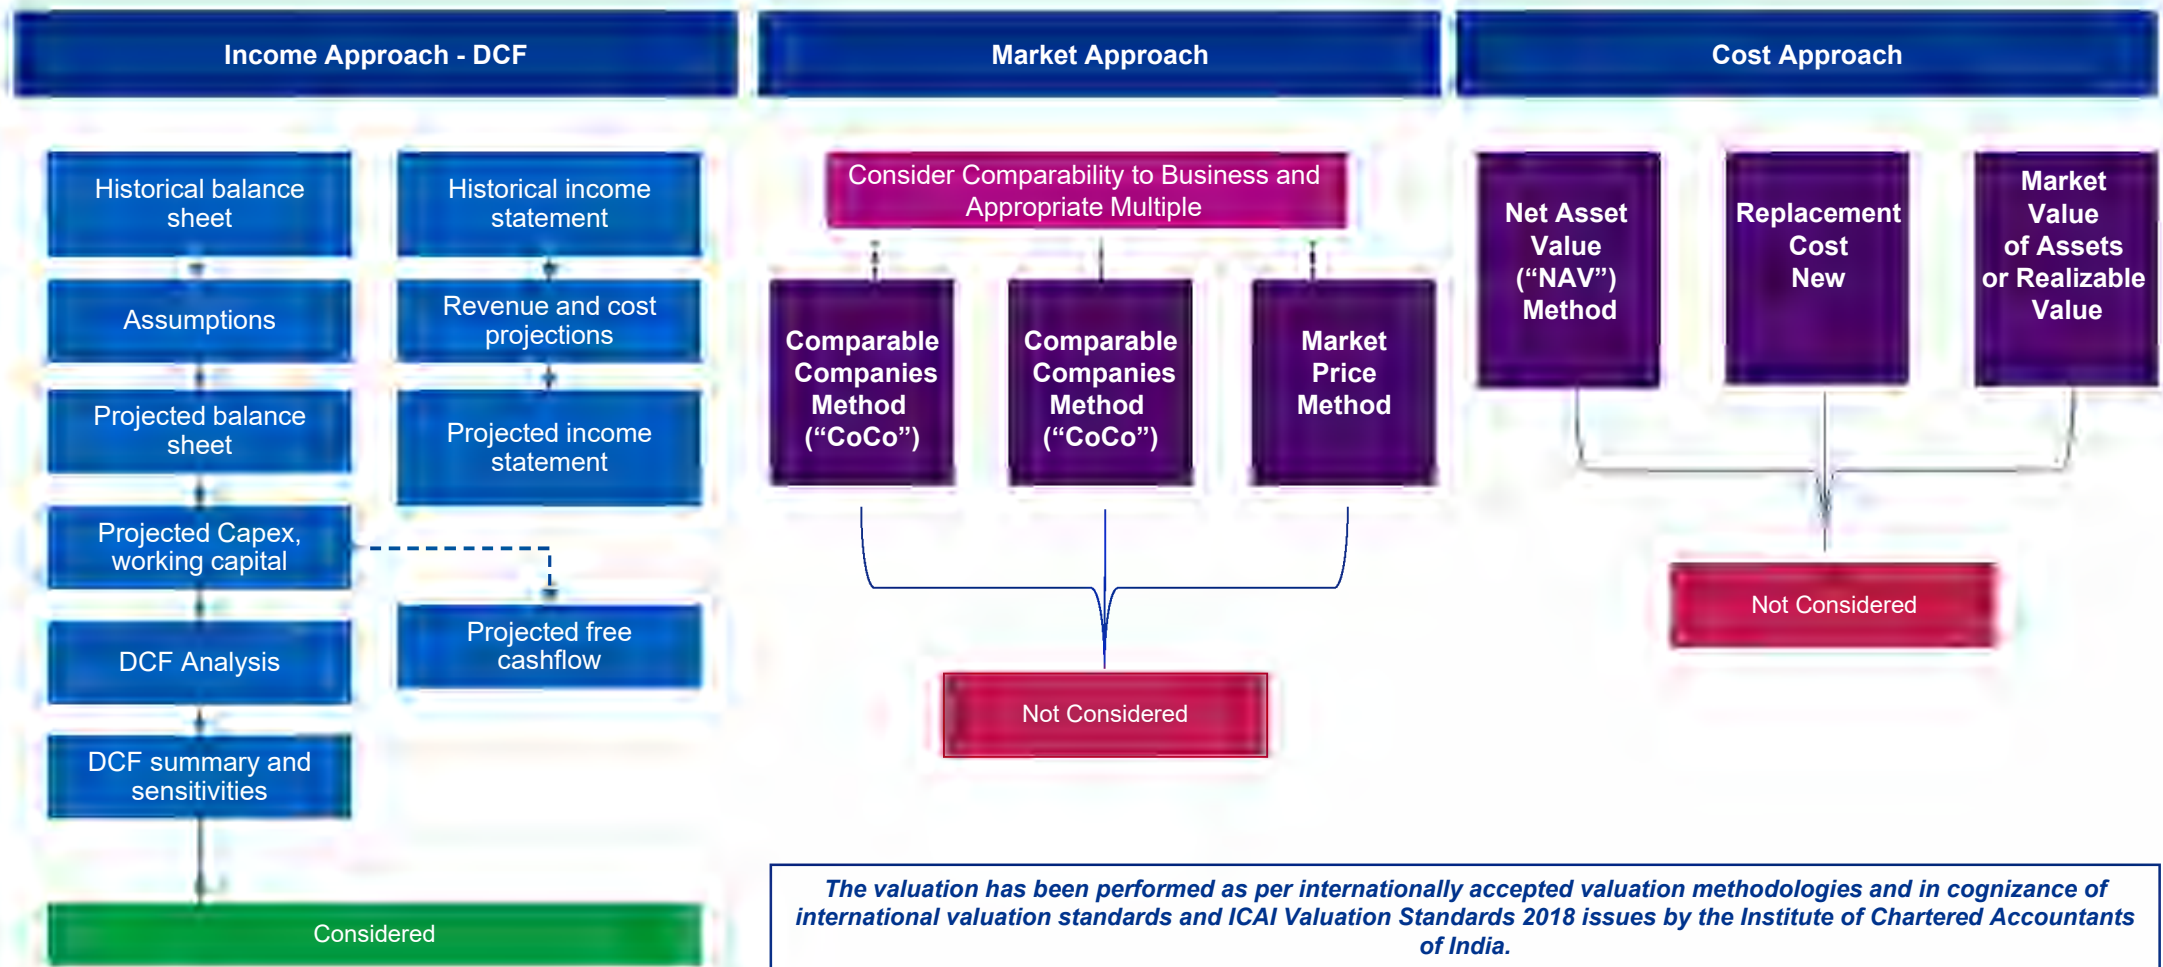 Income Approach - DCF
Historical balance
sheet
Historical income
statement
Assumptions
Revenue and cost
projections
Projected balance
sheet
Projected income
statement
Projected Capex,
working capital
Projected free
cashflow
DCF Analysis
DCF summary and
sensitivities
Considered
Market Approach
Consider Comparability to Business and
Appropriate Multiple
Comparable
Companies
Method
(“CoCo”)
Comparable
Companies
Method
(“CoCo”)
Market
Price
Method
Not Considered
Cost Approach
Net Asset
Value
(“NAV”)
Method
Replacement
Cost
New
Market
Value
of Assets
or Realizable
Value
Not Considered
The valuation has been performed as per internationally accepted valuation methodologies and in cognizance of
international valuation standards and ICAI Valuation Standards 2018 issues by the Institute of Chartered Accountants
of India.